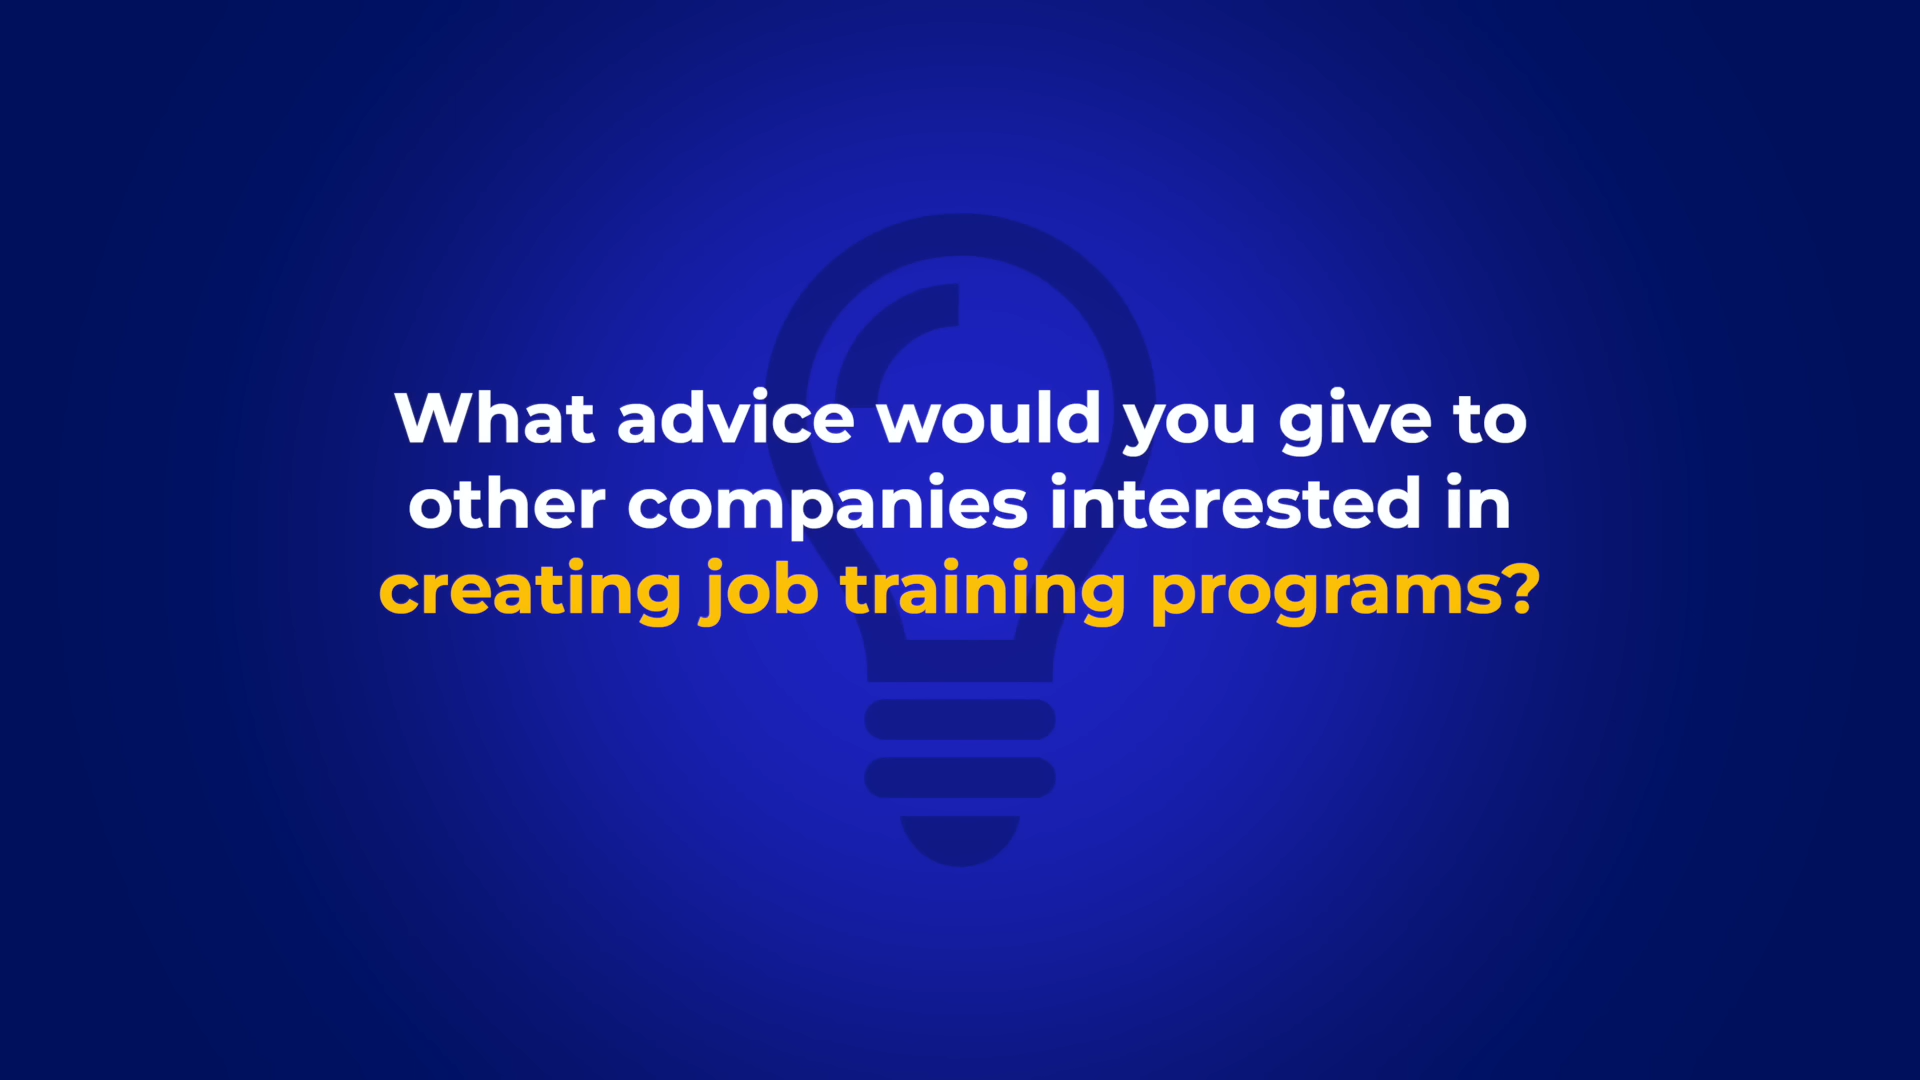 What advice would you give to
other companies interested in
creating job training programs?